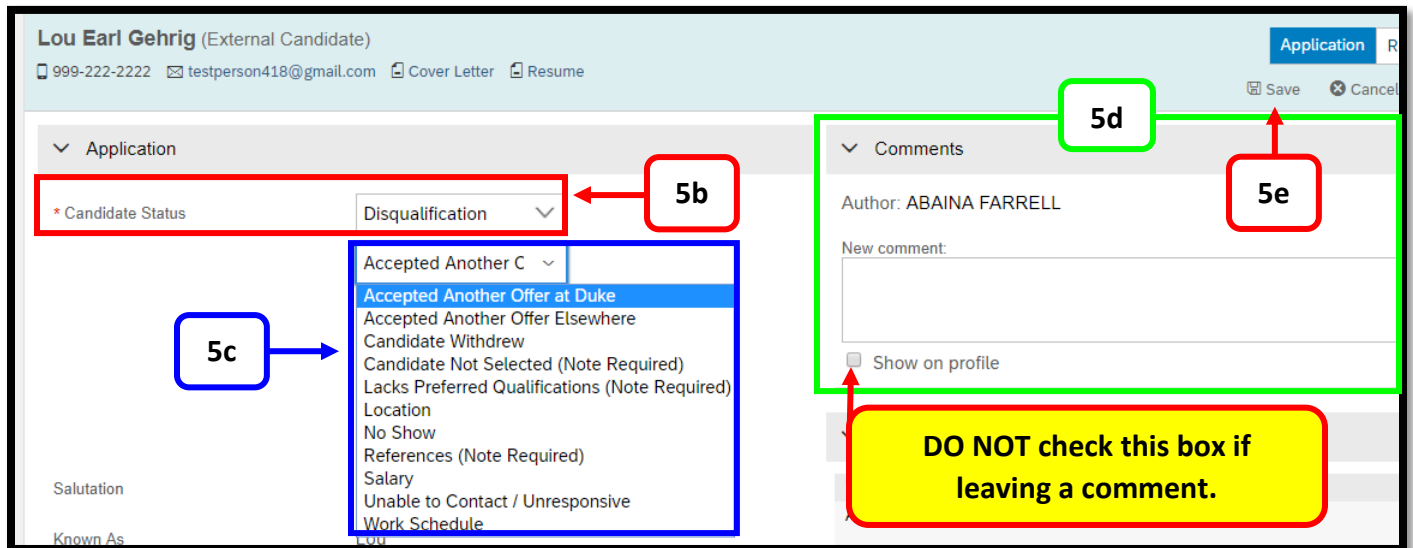 Lou Earl Gehrig (External Candidate)
999-222-2222 testperson418@gmail.com Cover Letter Resume
Application R
Save Cancel
5d
Application
Comments
5b
5e
* Candidate Status Disqualification
Author: ABAINA FARRELL
New comment:
Accepted Another C
Accepted Another Offer at Duke
Accepted Another Offer Elsewhere
Candidate Withdrew
5c
Candidate Not Selected (Note Required)
Show on profile
Lacks Preferred Qualifications (Note Required)
Location
No Show
References (Note Required)
Salary
Unable to Contact / Unresponsive
Work Schedule
DO NOT check this box if
leaving a comment.
Salutation
Known As Lou